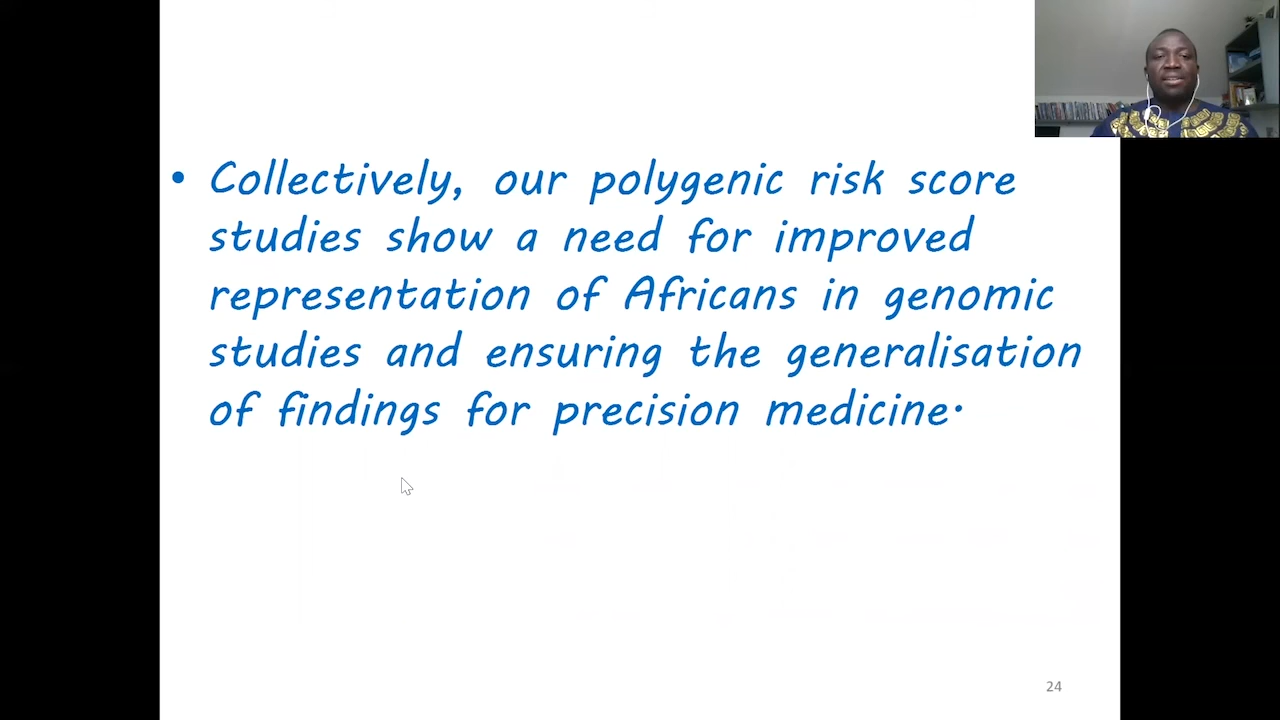 • Collectively, our polygenic risk score
studies show a need for improved
representation of Africans in genomic
studies and ensuring the generalisation
of findings for precision medicine.
24